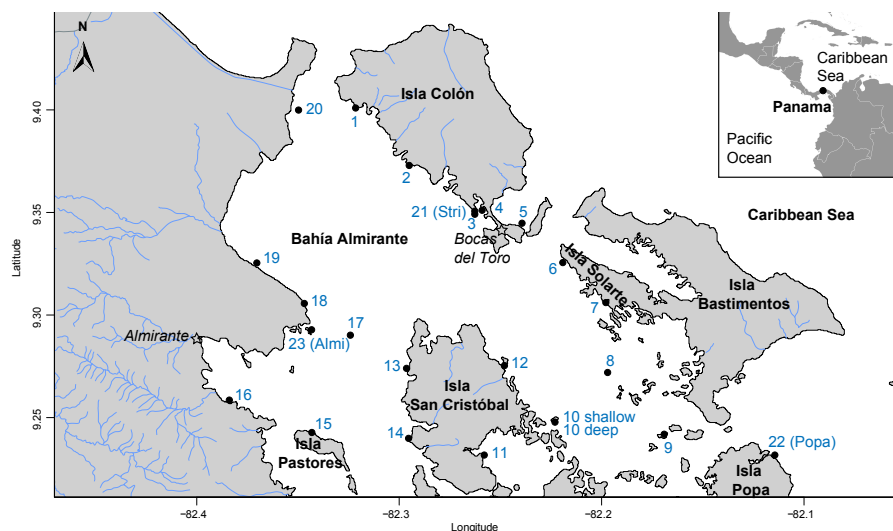 N
Isla Colón
Caribbean
Sea
Panama
Pacific
Ocean
9.40
20
1
2
21 (Stri)
4
5
3
9.35
Bahía Almirante
Bocas
del Toro
Caribbean Sea
Latitude
19
6
Isla Solarte
Isla
Bastimentos
18
7
9.30
17
Almirante
23 (Almi)
13
12
8
Isla
San Cristóbal
16
10 shallow
10 deep
9.25
15
14
11
9
22 (Popa)
Isla
Pastores
Isla
Popa
−82.4
−82.3
−82.2
−82.1
Longitude